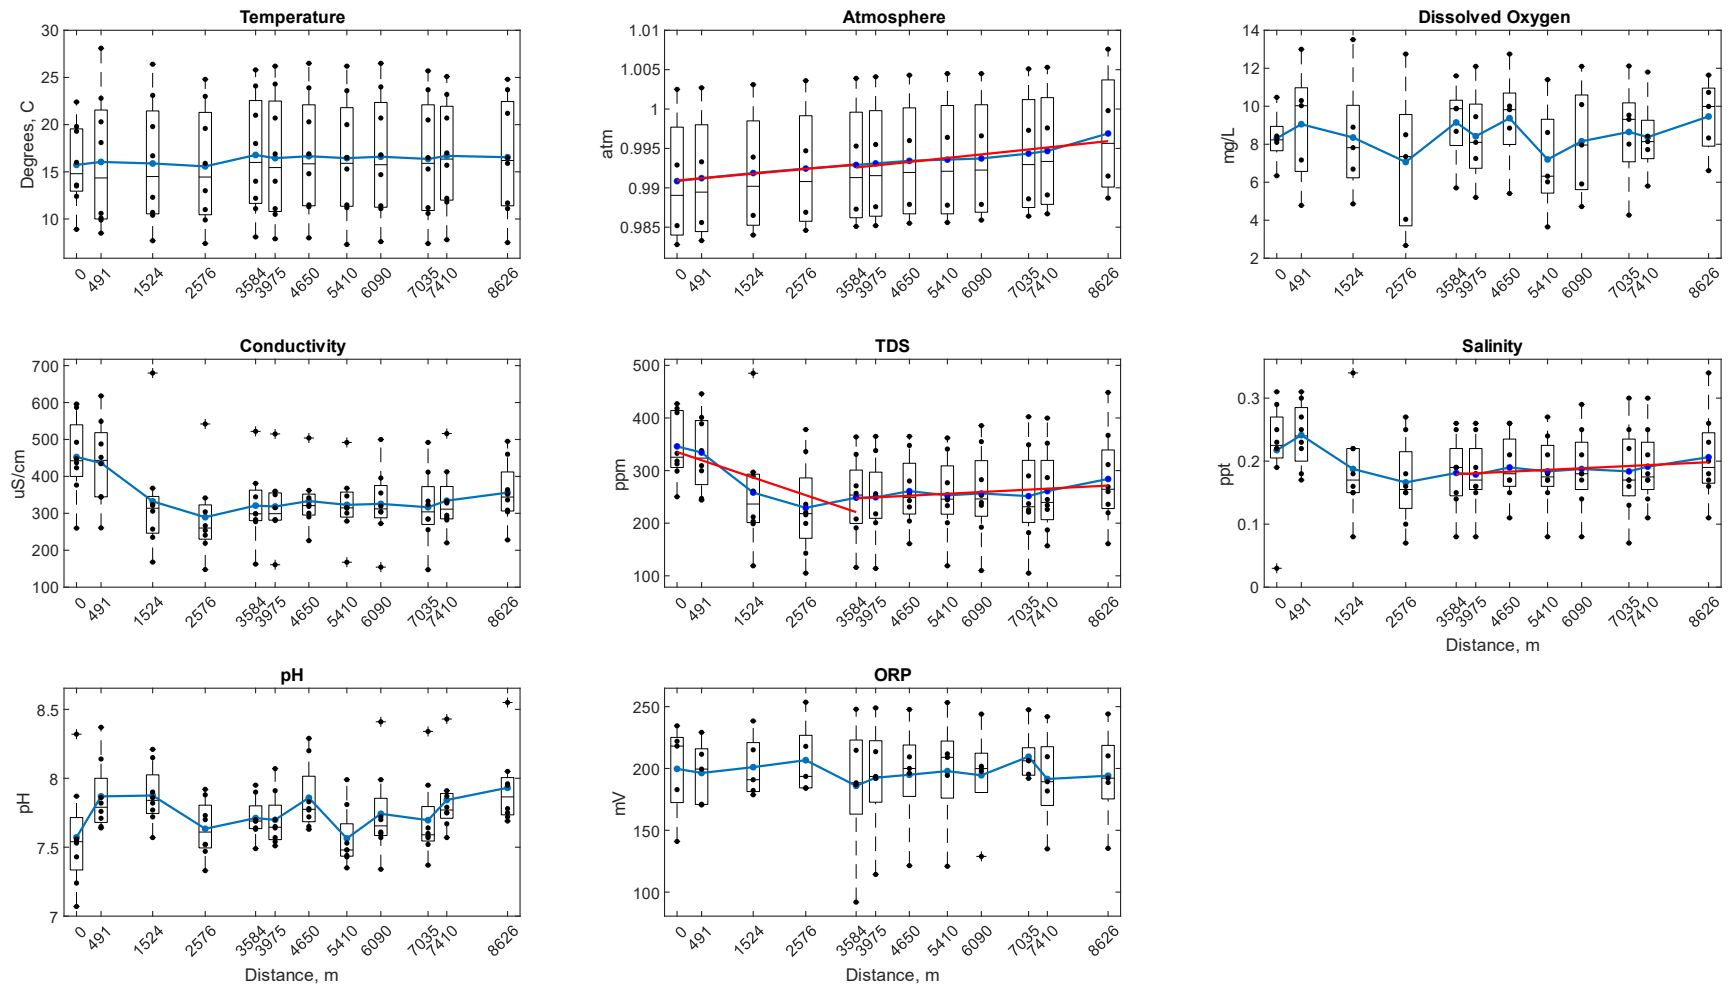 Temperature
Degrees, C
30
25
20
15
10
0 491 1524 2576 3584 3975 4650 5410 6090 7035 7410 8626
Atmosphere
atm
1.01
1.005
1
0.995
0.99
0.985
0 491 1524 2576 3584 3975 4650 5410 6090 7035 7410 8626
Dissolved Oxygen
mg/L
14
12
10
8
6
4
2
0 491 1524 2576 3584 3975 4650 5410 6090 7035 7410 8626
Conductivity
uS/cm
700
600
500
400
300
200
100
0 491 1524 2576 3584 3975 4650 5410 6090 7035 7410 8626
TDS
ppm
500
400
300
200
100
0 491 1524 2576 3584 3975 4650 5410 6090 7035 7410 8626
Salinity
ppt
0.3
0.2
0.1
0
0 491 1524 2576 3584 3975 4650 5410 6090 7035 7410 8626
Distance, m
pH
pH
8.5
8
7.5
7
0 491 1524 2576 3584 3975 4650 5410 6090 7035 7410 8626
Distance, m
ORP
mV
250
200
150
100
0 491 1524 2576 3584 3975 4650 5410 6090 7035 7410 8626
Distance, m